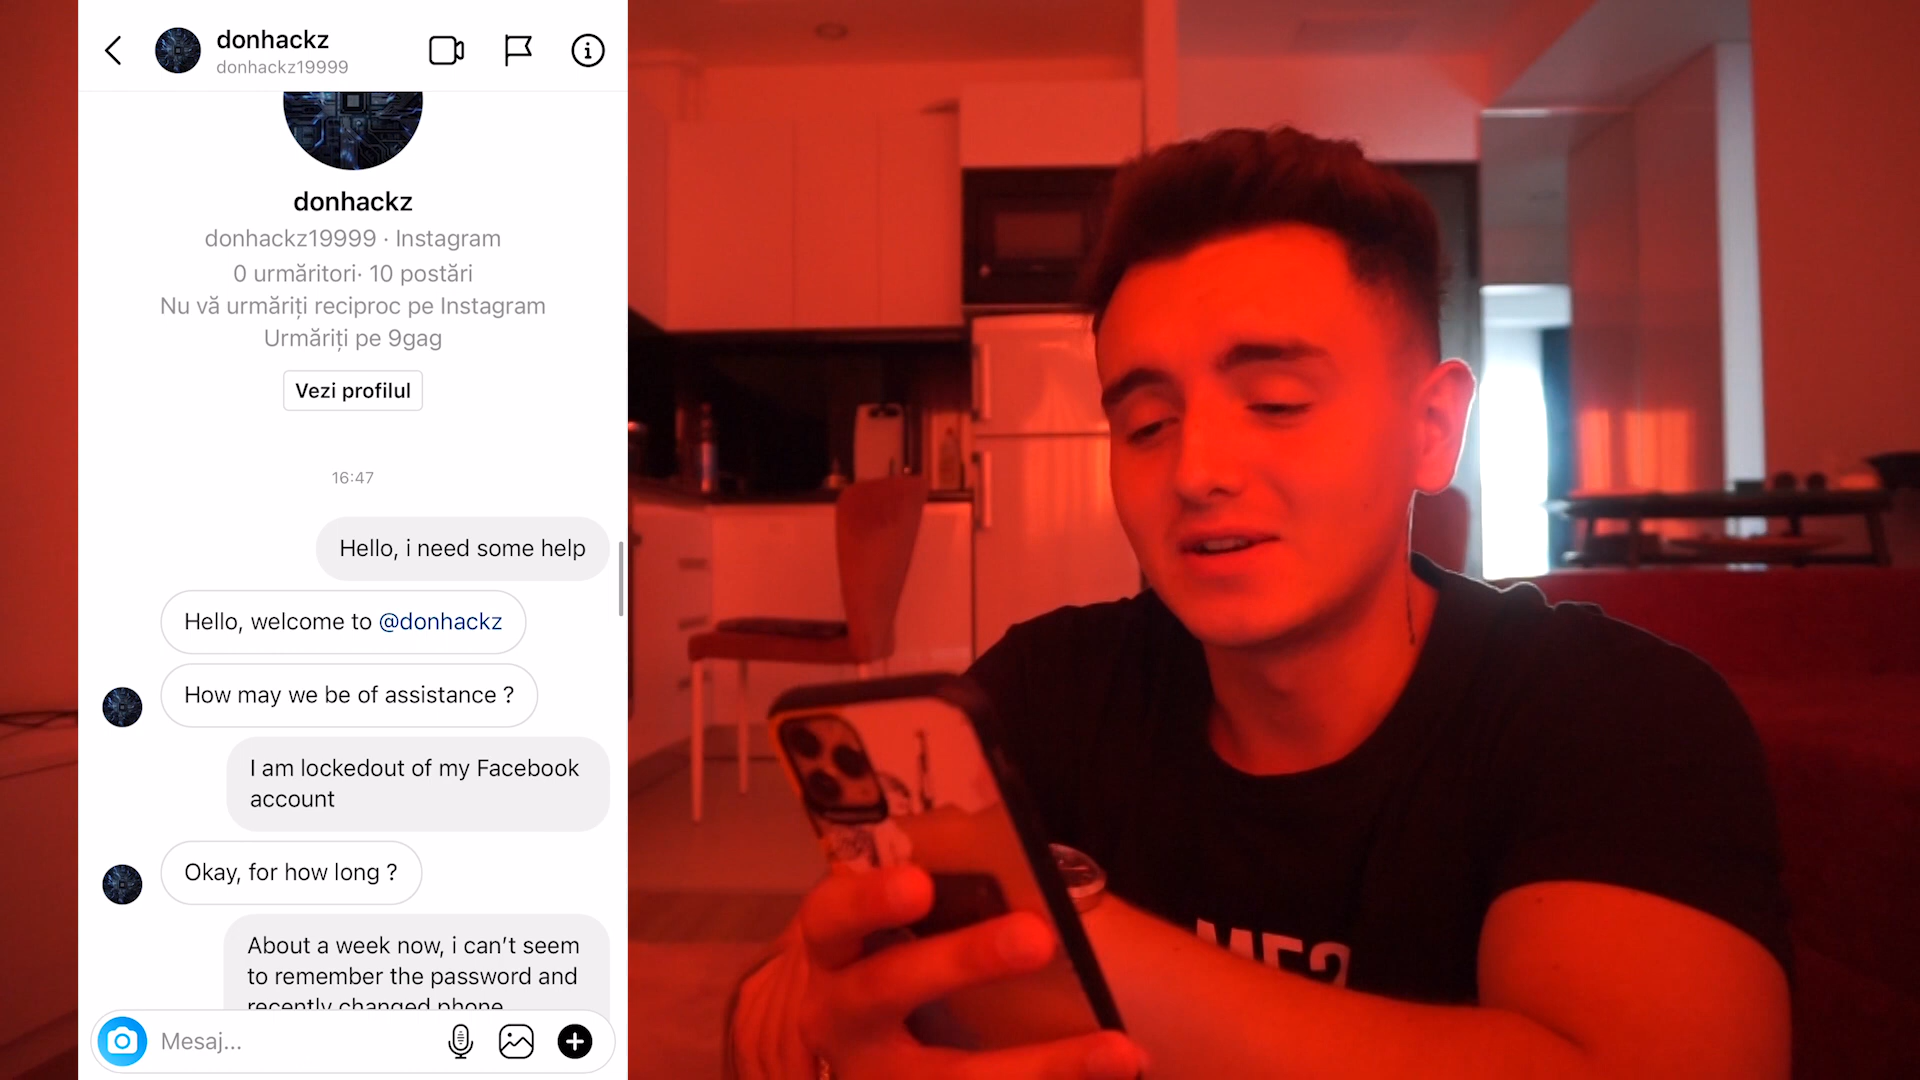 donhackz
donhackz19999
donhackz
donhackz19999 · Instagram
0 urmăritori· 10 postări
Nu vă urmăriți reciproc pe Instagram
Urmăriți pe 9gag
Vezi profilul
16:47
Hello, i need some help
Hello, welcome to @donhackz
How may we be of assistance ?
I am lockedout of my Facebook
account
Okay, for how long ?
About a week now, i can't seem
to remember the password and
recently changed phone
Mesaj...